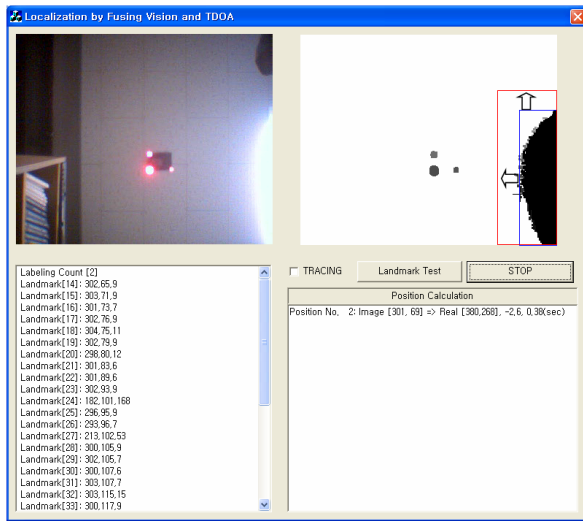 Localization by Fusing Vision and TDOA
Labeling Count [2]
Landmark[14]: 302,65,9
Landmark[15]: 303,71,9
Landmark[16]: 301,73,7
Landmark[17]: 302,76,9
Landmark[18]: 304,75,11
Landmark[19]: 302,79,9
Landmark[20]: 298,80,12
Landmark[21]: 301,83,6
Landmark[22]: 301,89,6
Landmark[23]: 302,93,9
Landmark[24]: 182,101,168
Landmark[25]: 296,95,9
Landmark[26]: 293,96,7
Landmark[27]: 213,102,53
Landmark[28]: 300,105,9
Landmark[29]: 302,105,7
Landmark[30]: 300,107,6
Landmark[31]: 303,107,7
Landmark[32]: 303,115,15
Landmark[33]: 300,117,9
TRACING
Landmark Test
STOP
Position Calculation
Position No, 2: Image [301, 69] => Real [380,268], -2,6, 0,38(sec)